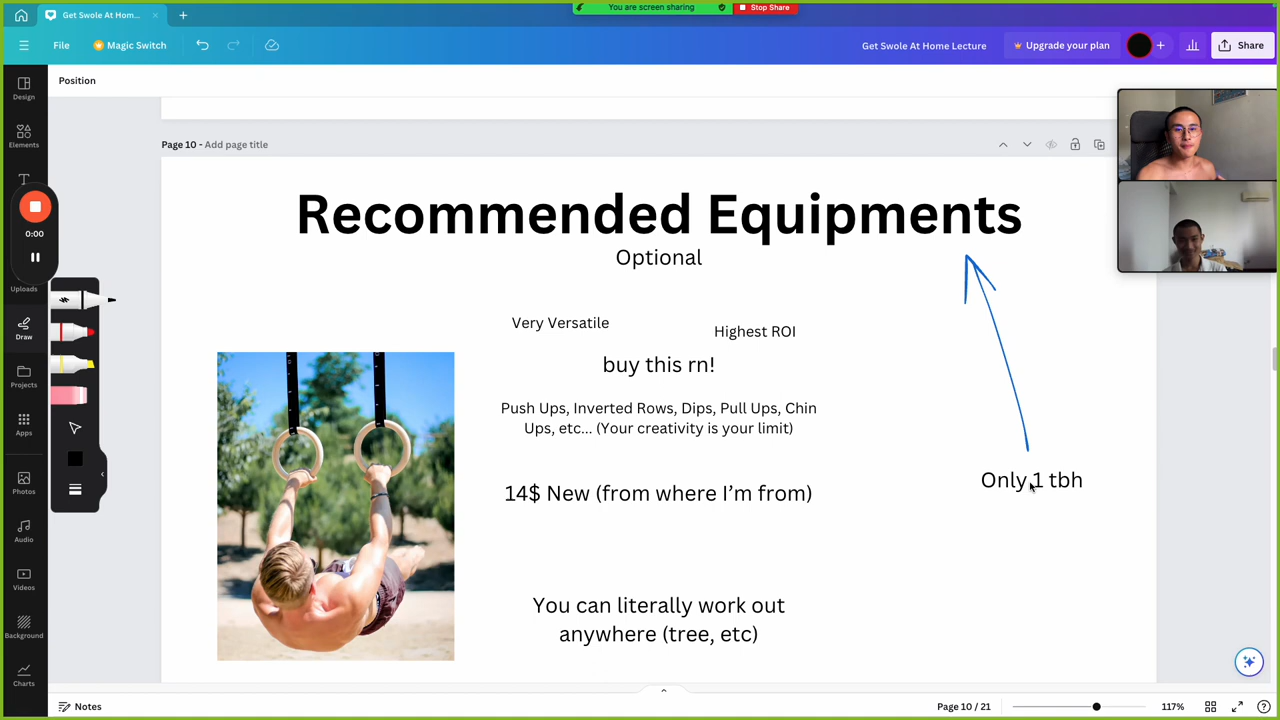 Get Swole At Home...
You are screen sharing
Stop Share
File
Magic Switch
Get Swole At Home Lecture
Upgrade your plan
Share
Position
Design
Elements
Page 10 - Add page title
0:00
Uploads
Draw
Projects
Apps
Photos
Audio
Videos
Background
Charts
Recommended Equipments
Optional
Very Versatile
Highest ROI
buy this rn!
Push Ups, Inverted Rows, Dips, Pull Ups, Chin
Ups, etc... (Your creativity is your limit)
14$ New (from where I’m from)
Only 1 tbh
You can literally work out
anywhere (tree, etc)
Notes
Page 10 / 21
117%